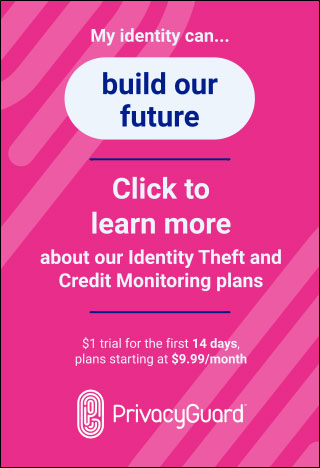 My identity can...
build our
future
Click to
learn more
about our Identity Theft and
Credit Monitoring plans
$1 trial for the first 14 days,
plans starting at $9.99/month
PrivacyGuard